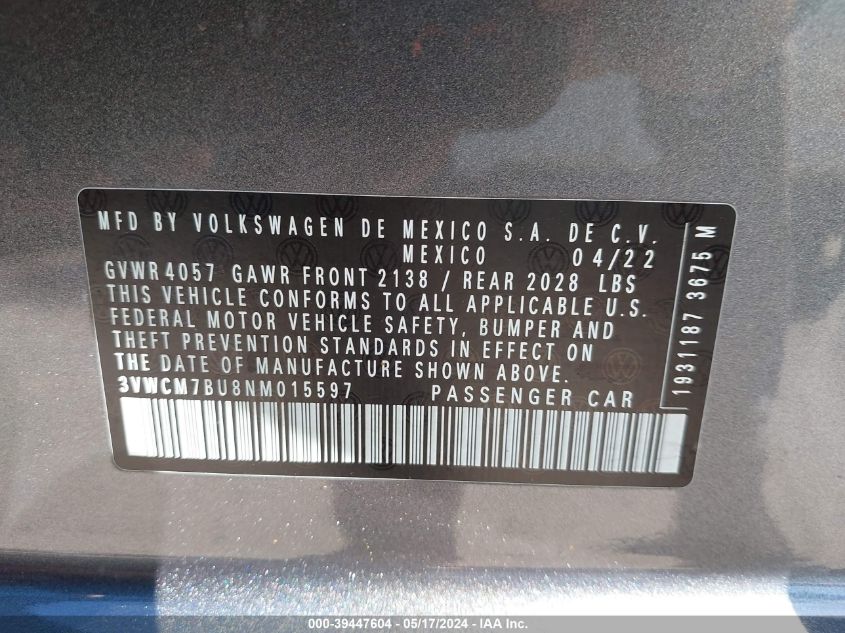 MFD BY VOLKSWAGEN DE MEXICO S.A. DE C.V.
MEXICO 04/22
GVWR 4057 GAWR FRONT 2138 / REAR 2028 LBS
THIS VEHICLE CONFORMS TO ALL APPLICABLE U.S.
FEDERAL MOTOR VEHICLE SAFETY, BUMPER AND
THEFT PREVENTION STANDARDS IN EFFECT ON
THE DATE OF MANUFACTURE SHOWN ABOVE.
3VWCM7BU8NM015597 PASSENGER CAR
1931187 3675 M
000-39447604 — 05/17/2024 — IAA Inc.